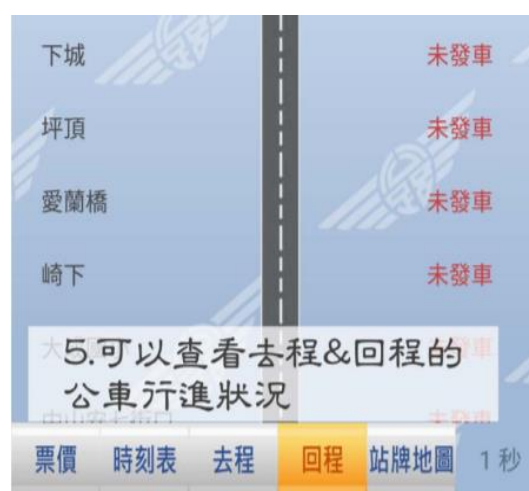 下城 未發車
坪頂 未發車
愛蘭橋 未發車
崎下 未發車
5.可以查看去程&回程的
公車行進狀況
票價 時刻表 去程 回程 站牌地圖 1 秒